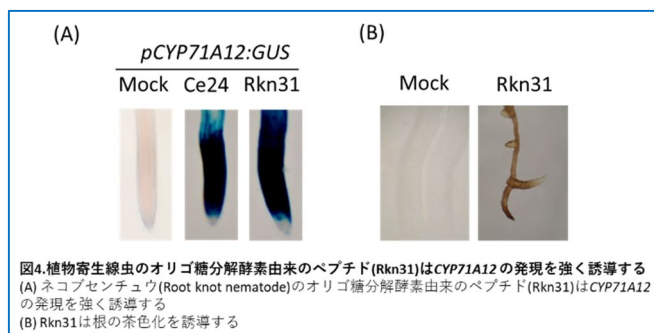 (A)
(B)
pCYP71A12:GUS
Mock Ce24 Rkn31
Mock Rkn31
図4.植物寄生線虫のオリゴ糖分解酵素由来のペプチド(Rkn31)はCYP71A12 の発現を強く誘導する
(A) ネコブセンチュウ(Root knot nematode)のオリゴ糖分解酵素由来のペプチド(Rkn31)はCYP71A12
の発現を強く誘導する
(B) Rkn31は根の茶色化を誘導する